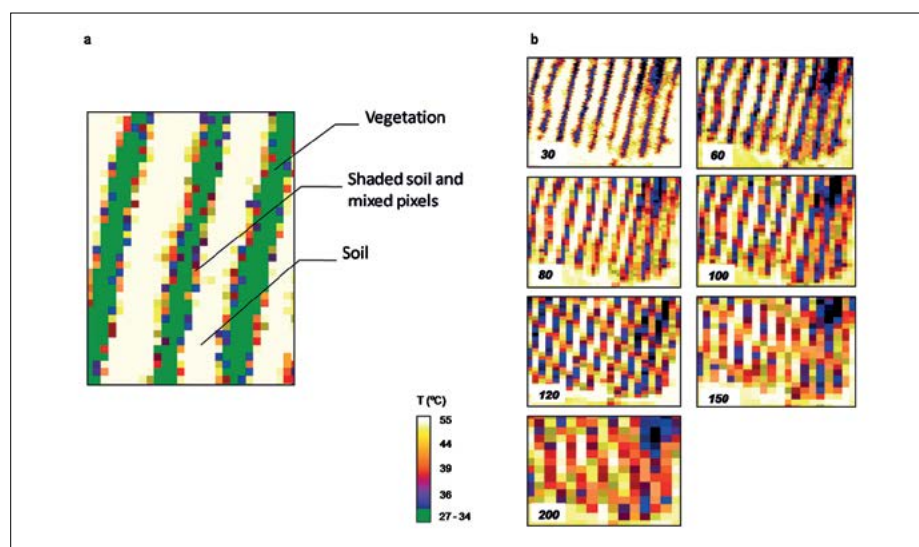 a
Vegetation
Shaded soil and
mixed pixels
Soil
T (ºC)
55
44
39
36
27 - 34
b
30
60
80
100
120
150
200